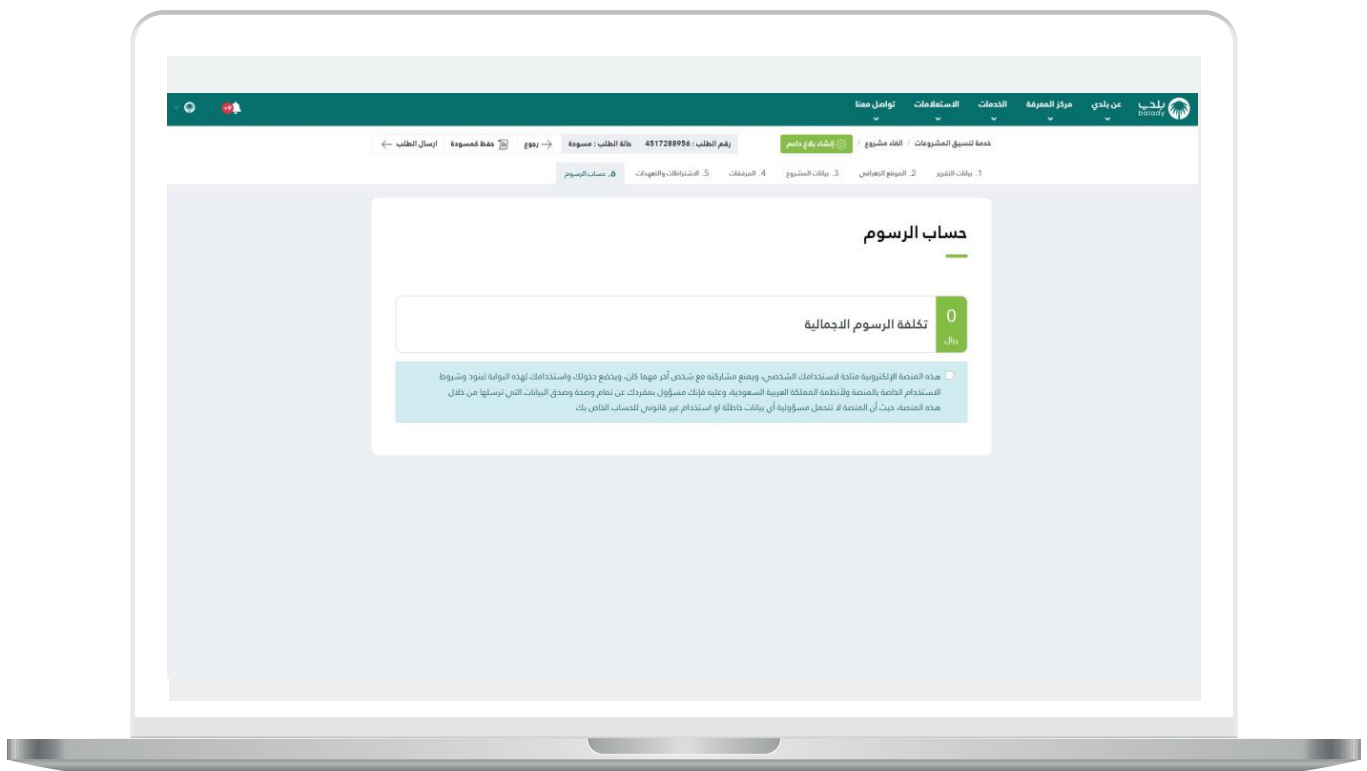 بلدي
balady
عن بلدي مركز المعرفة الخدمات الاستعلامات تواصل معنا
خدمة تنسيق المشروعات / الغاء مشروع / إنشاء بلاغ داعم رقم الطلب : 4517288956 حالة الطلب : مسودة رجوع حفظ كمسودة ارسال الطلب
1. بيانات التقرير 2. الموقع الجغرافي 3. بيانات المشروع 4. المرفقات 5. الاشتراطات والتعهدات 6. حساب الرسوم
حساب الرسوم
0
ريال
تكلفة الرسوم الاجمالية
هذه المنصة الإلكترونية متاحة لاستخدامك الشخصي، ويمنع مشاركته مع شخص آخر مهما كان، ويخضع دخولك واستخدامك لهذه البوابة لبنود وشروط
الاستخدام الخاصة بالمنصة ولأنظمة المملكة العربية السعودية، وعليه فإنك مسؤول بمفردك عن تمام وصحة وصدق البيانات التي ترسلها من خلال
هذه المنصة، حيث أن المنصة لا تتحمل مسؤولية أي بيانات خاطئة او استخدام غير قانوني للحساب الخاص بك